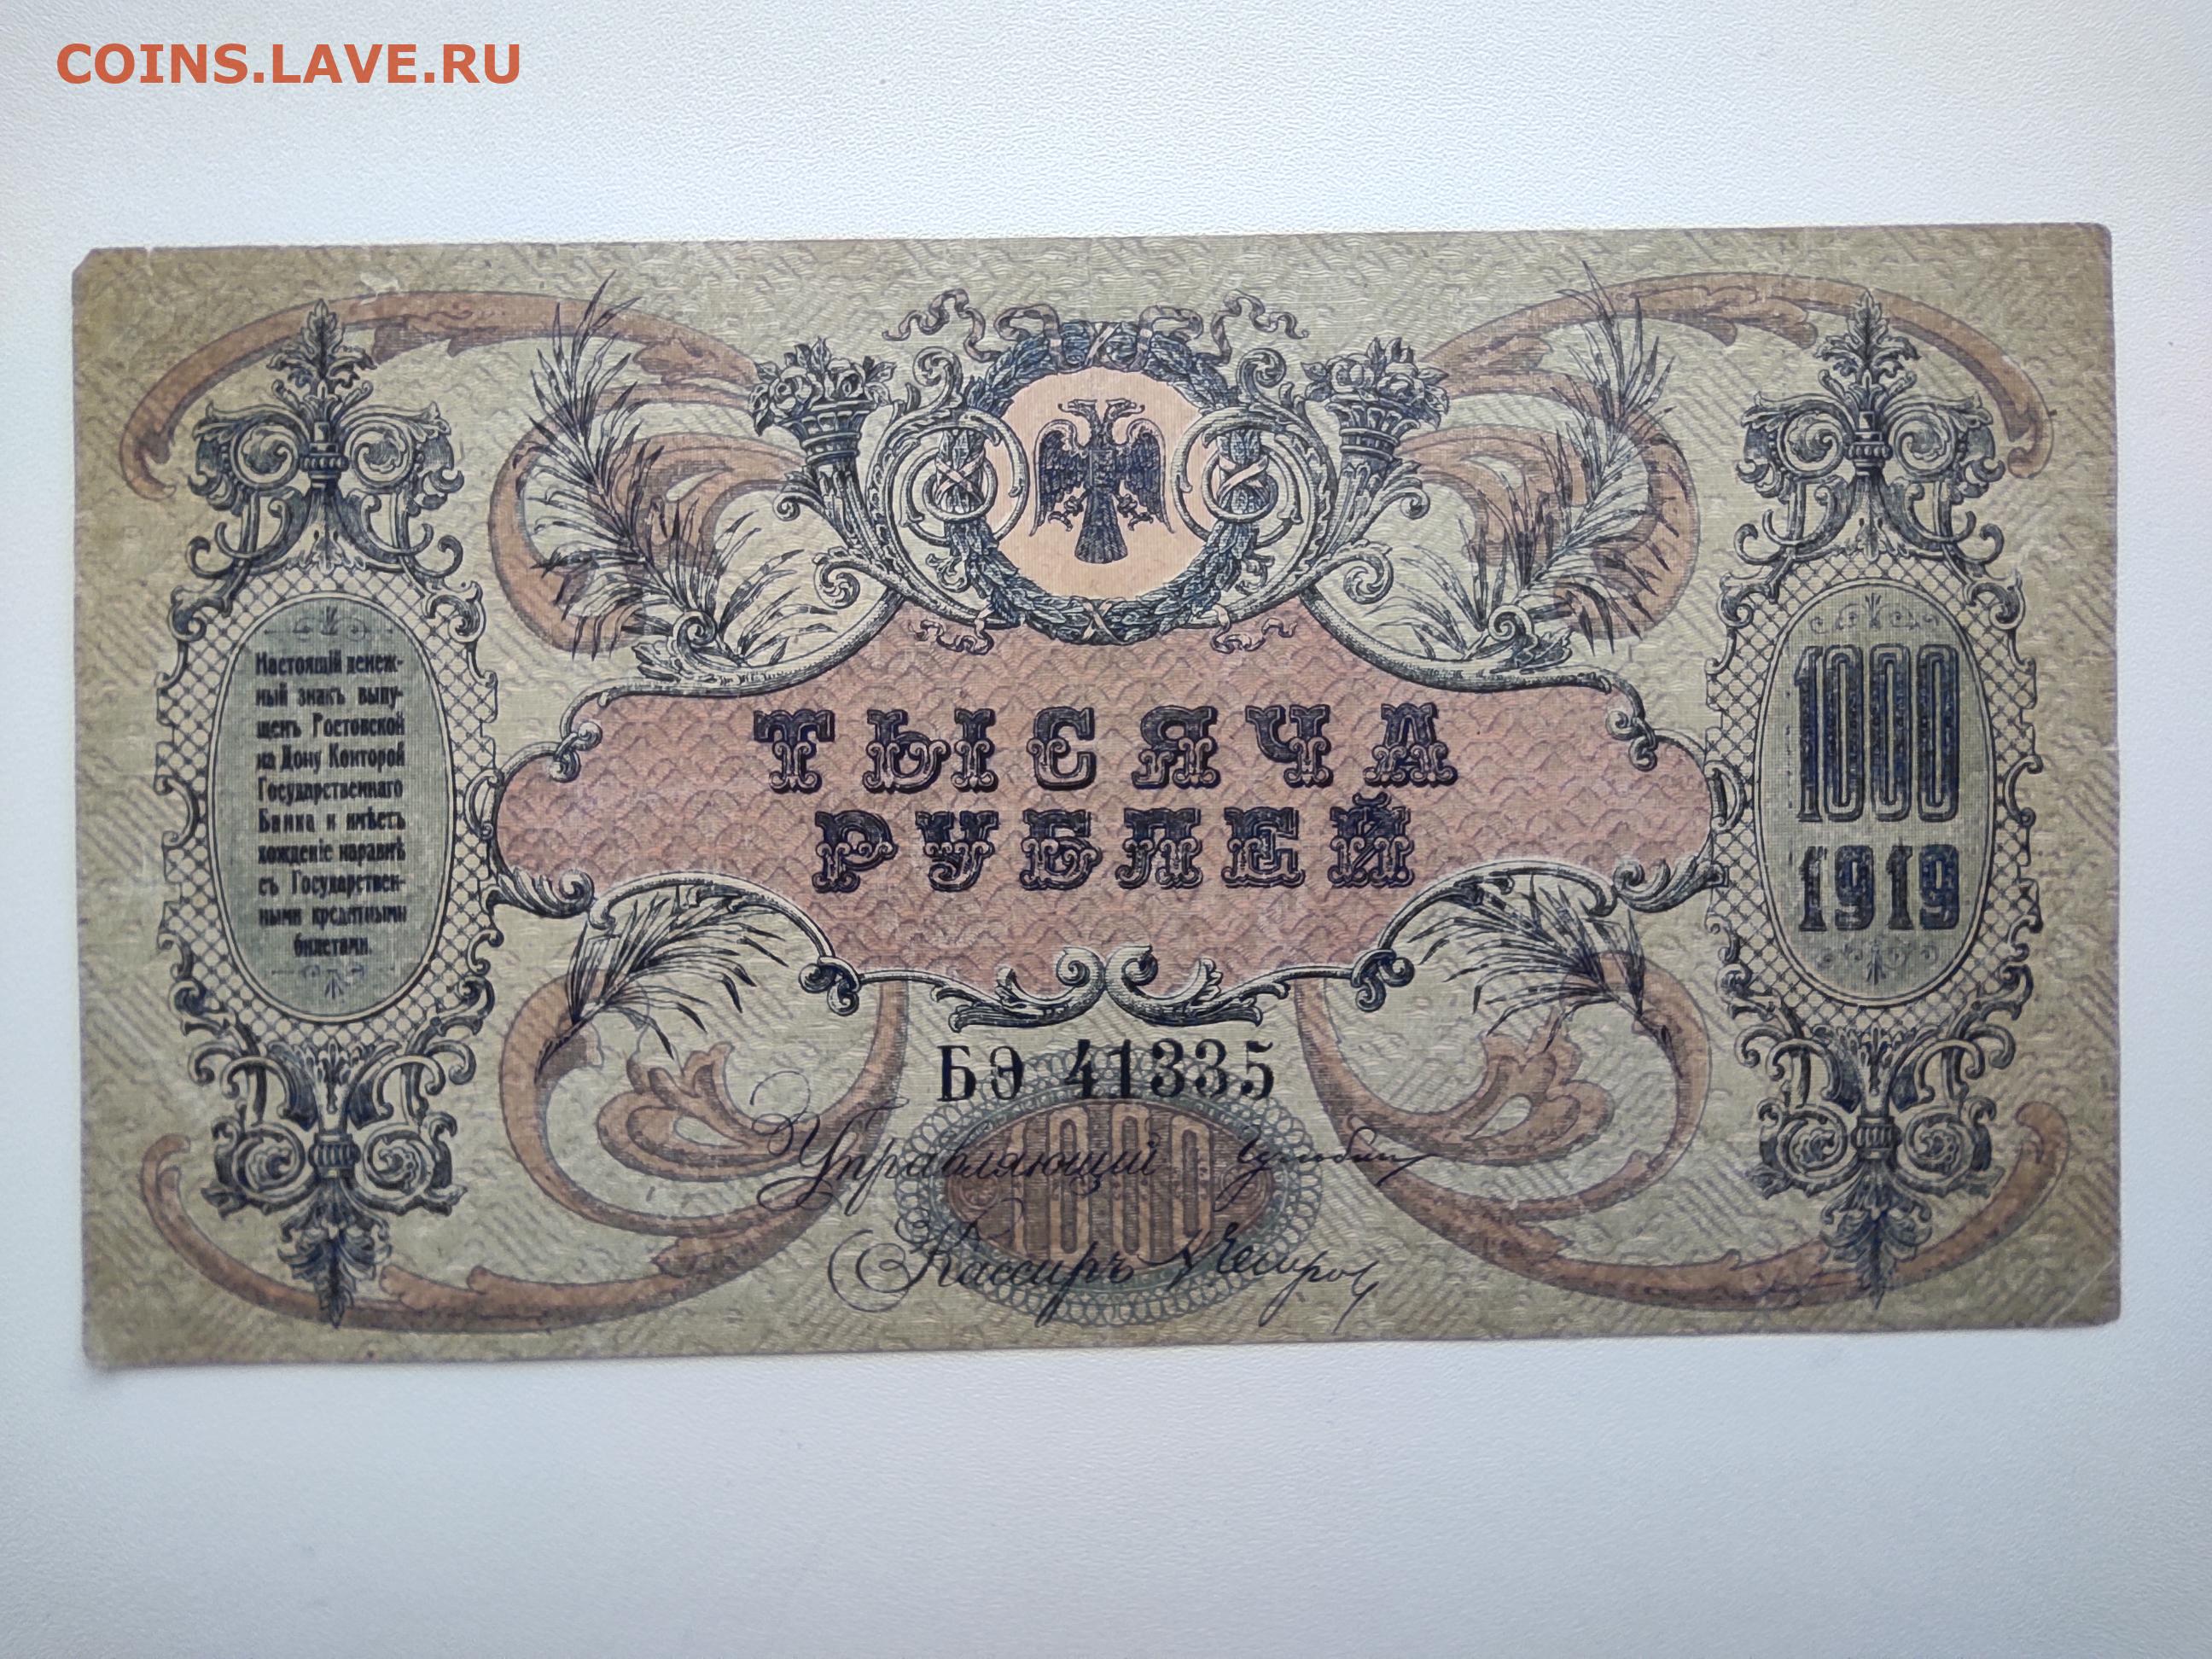 COINS.LAVE.RU
Настоящій денеж-
ный знакъ выпу-
щенъ Ростовской
на Дону Конторой
Государственнаго
Банка и имѣетъ
хожденіе наравнѣ
съ Государствен-
ными кредитными
билетами.
ТЫСЯЧА
РУБЛЕЙ
1000
1919
БЭ 41335
1000
Управляющій
Кассиръ